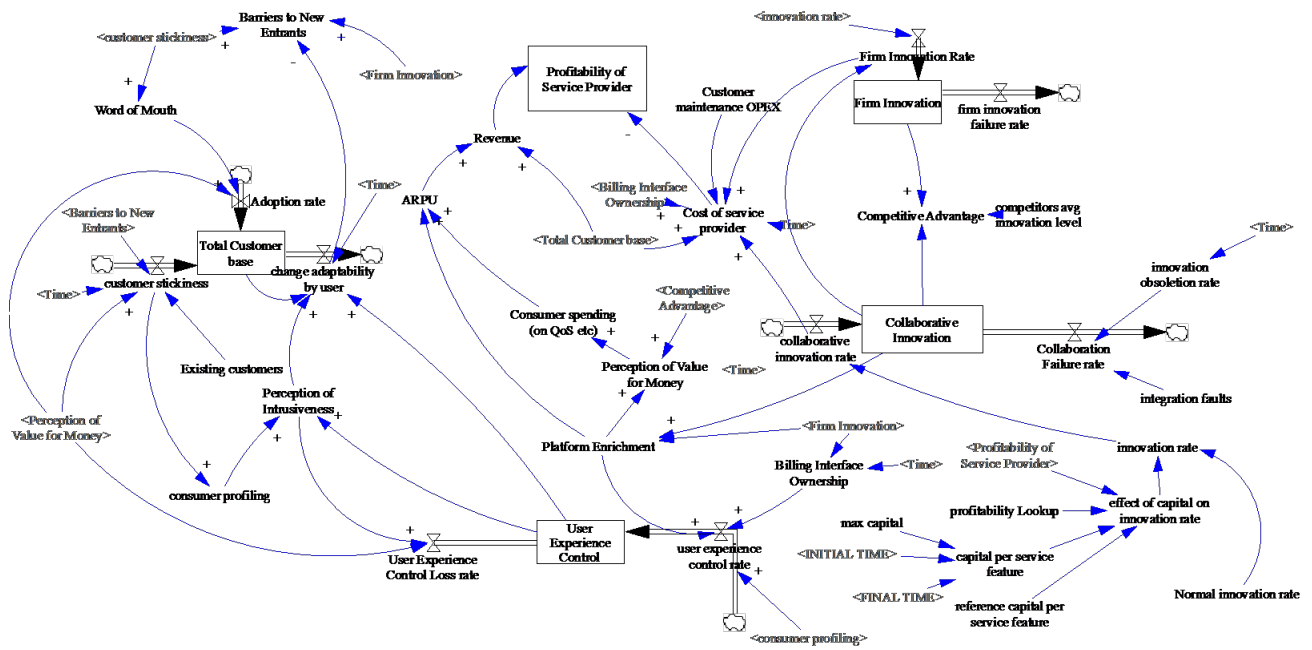 Barriers to New
Entrants
<innovation rate>
<customer stickiness>
Firm Innovation Rate
<Firm Innovation>
Profitability of
Service Provider
Customer
maintenance OPEX
Firm Innovation
firm innovation
failure rate
Word of Mouth
Revenue
<Time>
<Billing Interface
Ownership>
Adoption rate
ARPU
Cost of service
provider
<Time>
Competitive Advantage
competitors avg
innovation level
<Barriers to New
Entrants>
<Total Customer base>
<Time>
Total Customer
base
change adaptability
by user
customer stickiness
<Time>
innovation
obsoletion rate
<Competitive
Advantage>
Consumer spending
(on QoS etc)
Collaborative
Innovation
collaborative
innovation rate
Collaboration
Failure rate
Existing customers
Perception of Value
for Money
<Time>
integration faults
Perception of
Intrusiveness
<Perception of
Value for Money>
Platform Enrichment
<Firm Innovation>
<Profitability of
Service Provider>
innovation rate
Billing Interface
Ownership
<Time>
consumer profiling
profitability Lookup
effect of capital on
innovation rate
max capital
User
Experience
Control
user experience
control rate
User Experience
Control Loss rate
<INITIAL TIME>
capital per service
feature
<FINAL TIME>
reference capital per
service feature
Normal innovation rate
<consumer profiling>